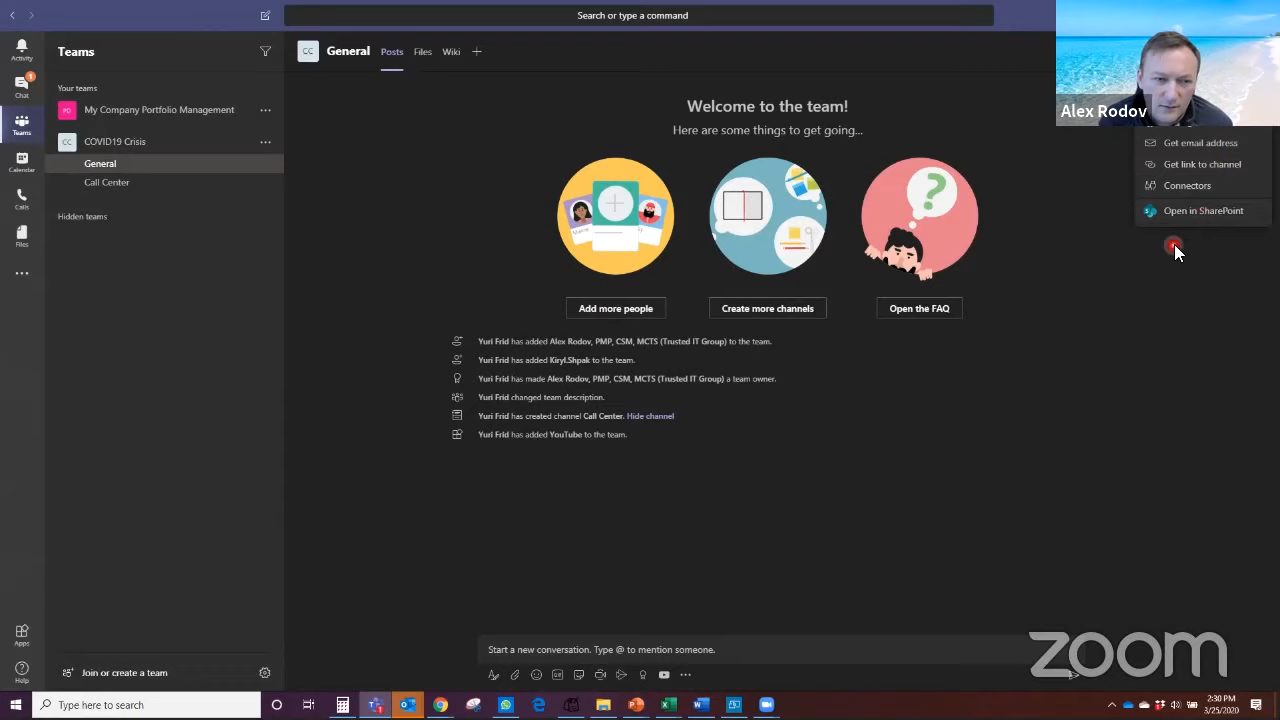 Search or type a command
Activity
Chat
1
Teams
Calendar
Calls
Files
Apps
Help
Teams
Your teams
PD
My Company Portfolio Management
CC
COVID19 Crisis
General
Call Center
Hidden teams
Join or create a team
CC
General
Posts
Files
Wiki
Welcome to the team!
Here are some things to get going...
Add more people
Create more channels
Open the FAQ
Yuri Frid has added Alex Rodov, PMP, CSM, MCTS (Trusted IT Group) to the team.
Yuri Frid has added Kiryl.Shpak to the team.
Yuri Frid has made Alex Rodov, PMP, CSM, MCTS (Trusted IT Group) a team owner.
Yuri Frid changed team description.
Yuri Frid has created channel Call Center. Hide channel
Yuri Frid has added YouTube to the team.
Start a new conversation. Type @ to mention someone.
Alex Rodov
Get email address
Get link to channel
Connectors
Open in SharePoint
zoom
Type here to search
2:30 PM
3/25/2020